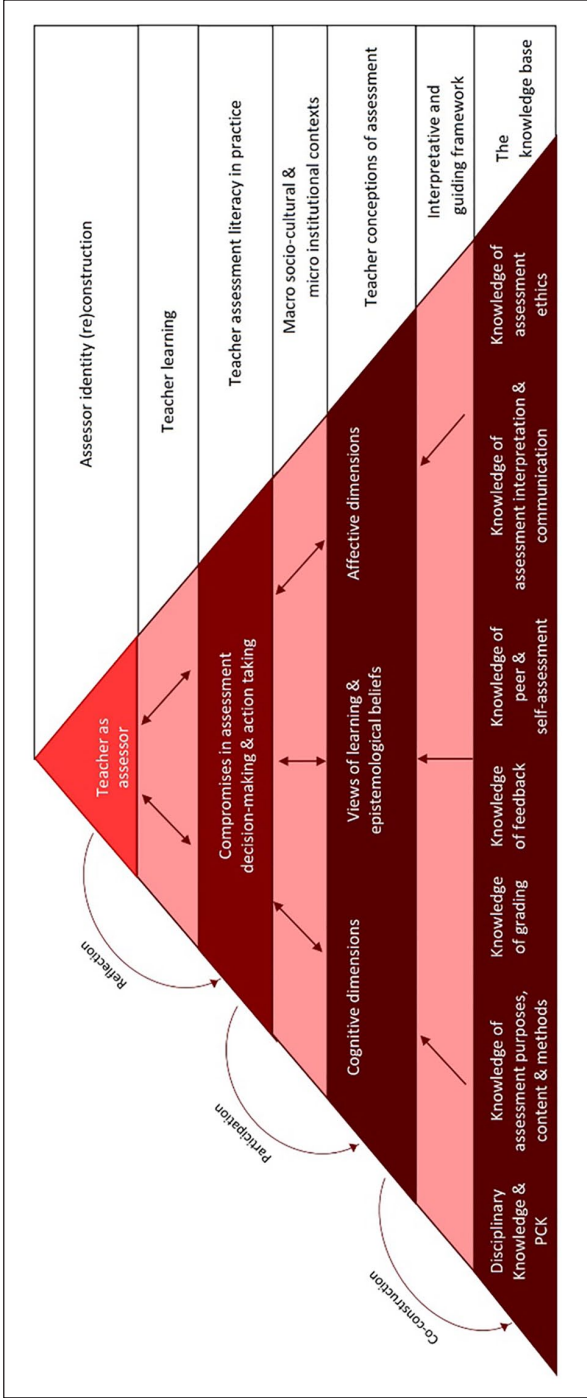 Assessor identity (re)construction
Teacher as
assessor
Reflection
Teacher learning
Teacher assessment literacy in practice
Compromises in assessment
decision-making & action taking
Participation
Macro socio-cultural &
micro institutional contexts
Teacher conceptions of assessment
Cognitive dimensions
Views of learning &
epistemological beliefs
Affective dimensions
Co-construction
Interpretative and
guiding framework
The
knowledge base
Disciplinary
Knowledge &
PCK
Knowledge of
assessment purposes,
content & methods
Knowledge
of grading
Knowledge
of feedback
Knowledge of
peer &
self-assessment
Knowledge of
assessment interpretation &
communication
Knowledge of
assessment
ethics